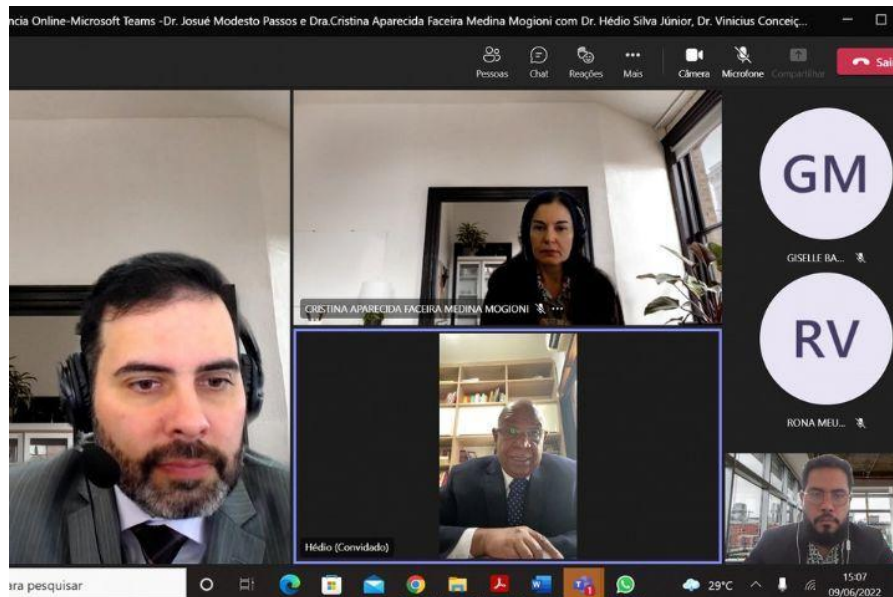 ncia Online-Microsoft Teams -Dr. Josué Modesto Passos e Dra.Cristina Aparecida Faceira Medina Mogioni com Dr. Hédio Silva Júnior, Dr. Vinicius Conceiç...
Pessoas Chat Reações Mais Câmera Microfone Compartilhar Sai
GM
GISELLE BA...
CRISTINA APARECIDA FACEIRA MEDINA MOGIONI
RV
RONA MEU...
Hédio (Convidado)
ara pesquisar
29°C
15:07
09/06/2022